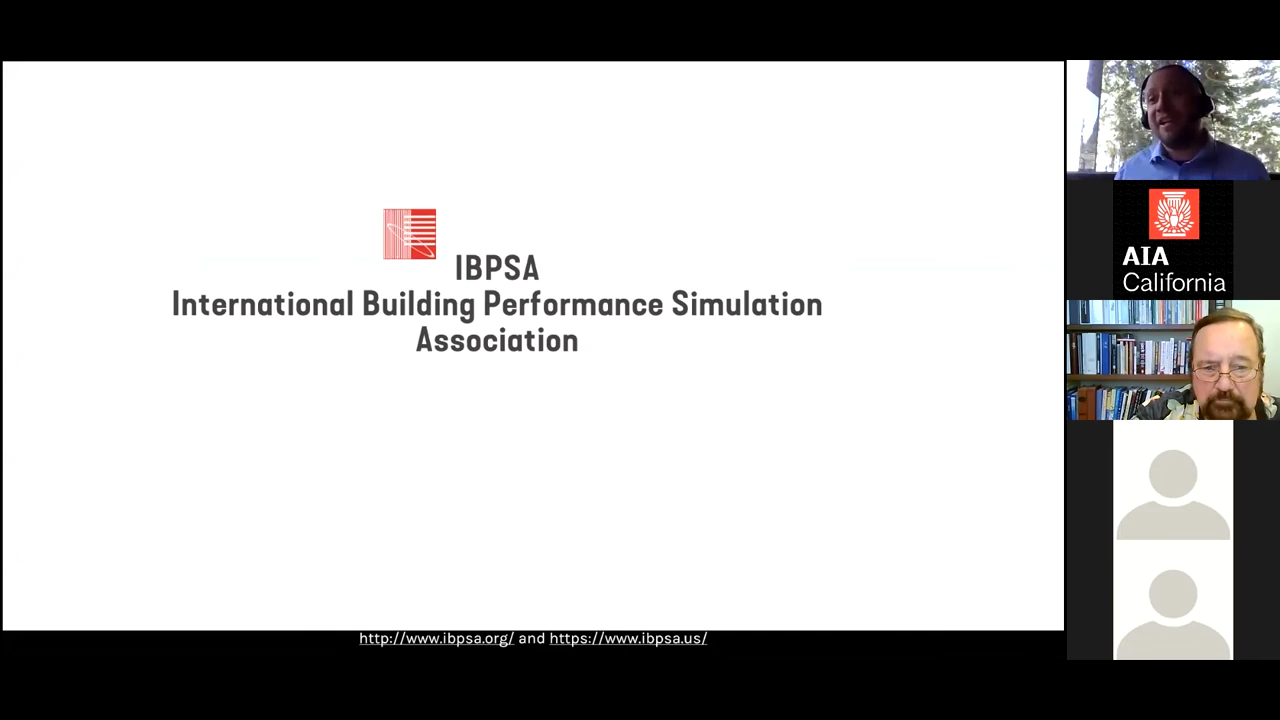 IBPSA
International Building Performance Simulation
Association
http://www.ibpsa.org/ and https://www.ibpsa.us/
AIA
California